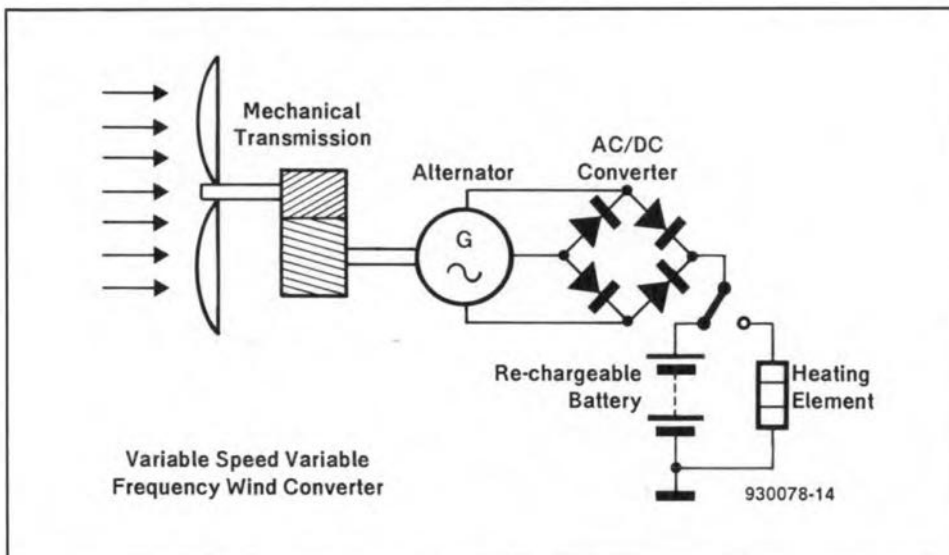 Mechanical
Transmission
Alternator
AC/DC
Converter
G
Re-chargeable
Battery
Heating
Element
Variable Speed Variable
Frequency Wind Converter
930078-14